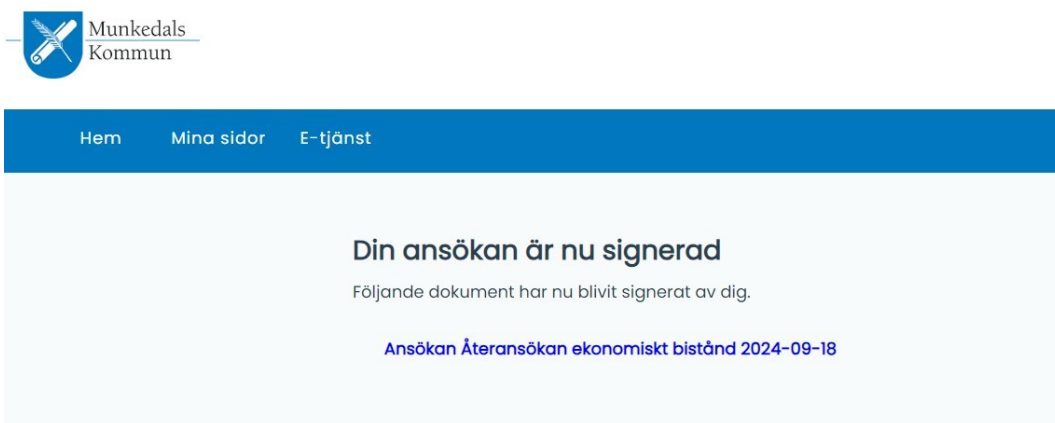 Munkedals
Kommun
Hem Mina sidor E-tjänst
Din ansökan är nu signerad
Följande dokument har nu blivit signerat av dig.
Ansökan Återansökan ekonomiskt bistånd 2024-09-18